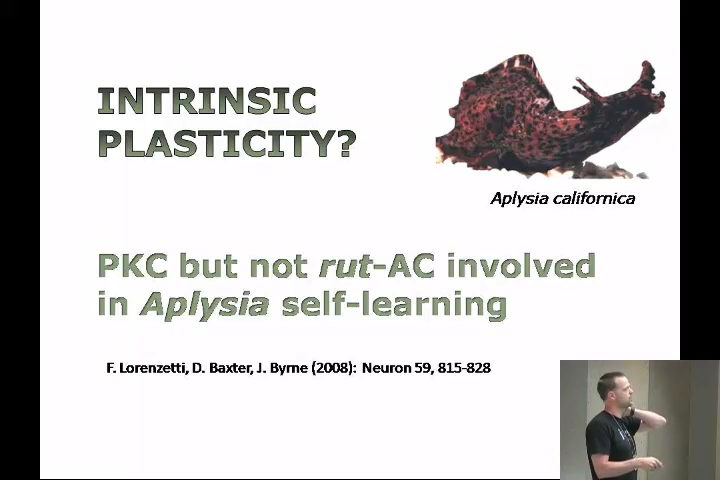 INTRINSIC
PLASTICITY?
Aplysia californica
PKC but not rut-AC involved
in Aplysia self-learning
F. Lorenzetti, D. Baxter, J. Byrne (2008): Neuron 59, 815-828